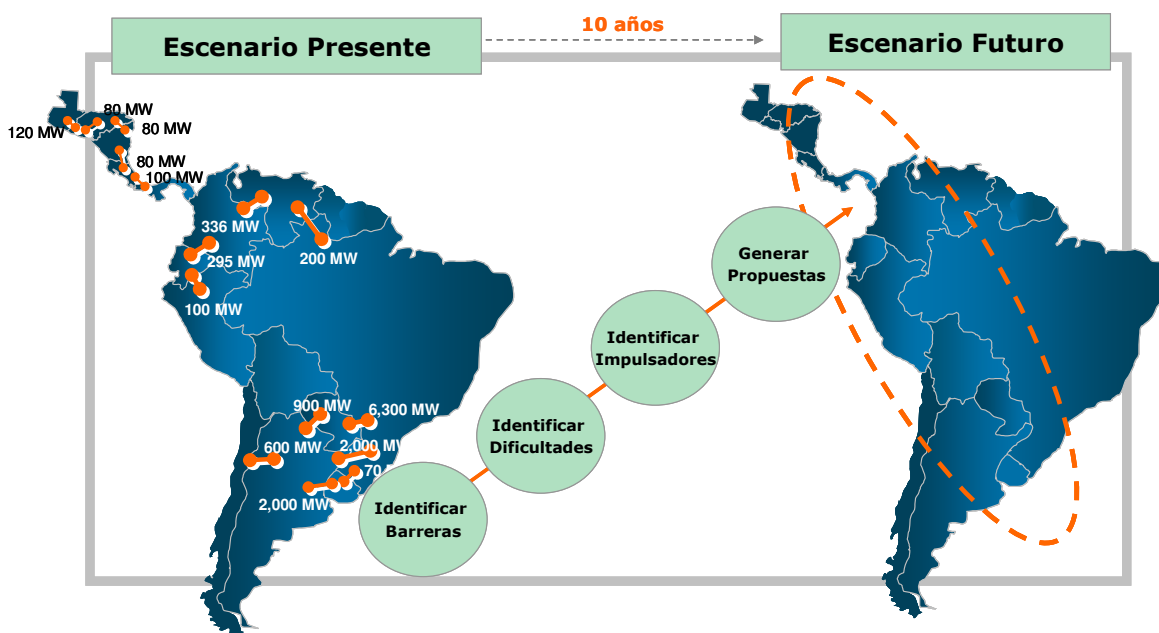 Escenario Presente
10 años
Escenario Futuro
80 MW
120 MW
80 MW
80 MW
100 MW
336 MW
295 MW
200 MW
100 MW
Generar
Propuestas
Identificar
Impulsadores
900 MW
6,300 MW
600 MW
2,000 MW
70
2,000 MW
Identificar
Dificultades
Identificar
Barreras